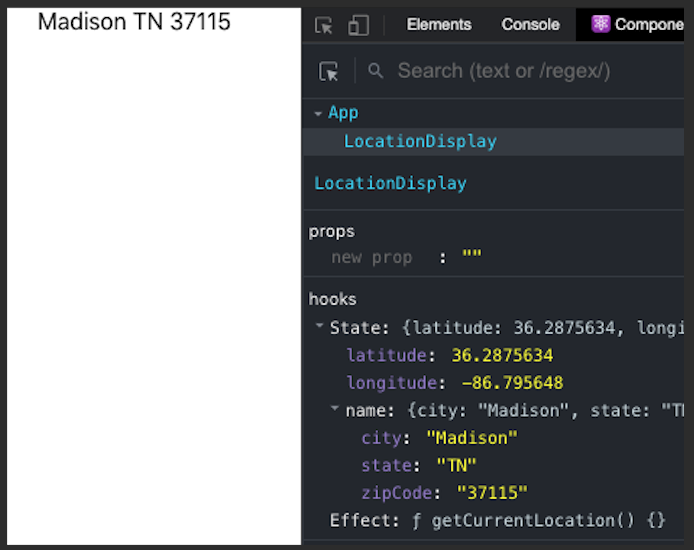 Madison TN 37115
Elements Console Compone
Search (text or /regex/)
App
LocationDisplay
LocationDisplay
props
new prop : ""
hooks
State: {latitude: 36.2875634, longi
latitude: 36.2875634
longitude: -86.795648
name: {city: "Madison", state: "TN
city: "Madison"
state: "TN"
zipCode: "37115"
Effect: ƒ getCurrentLocation() {}